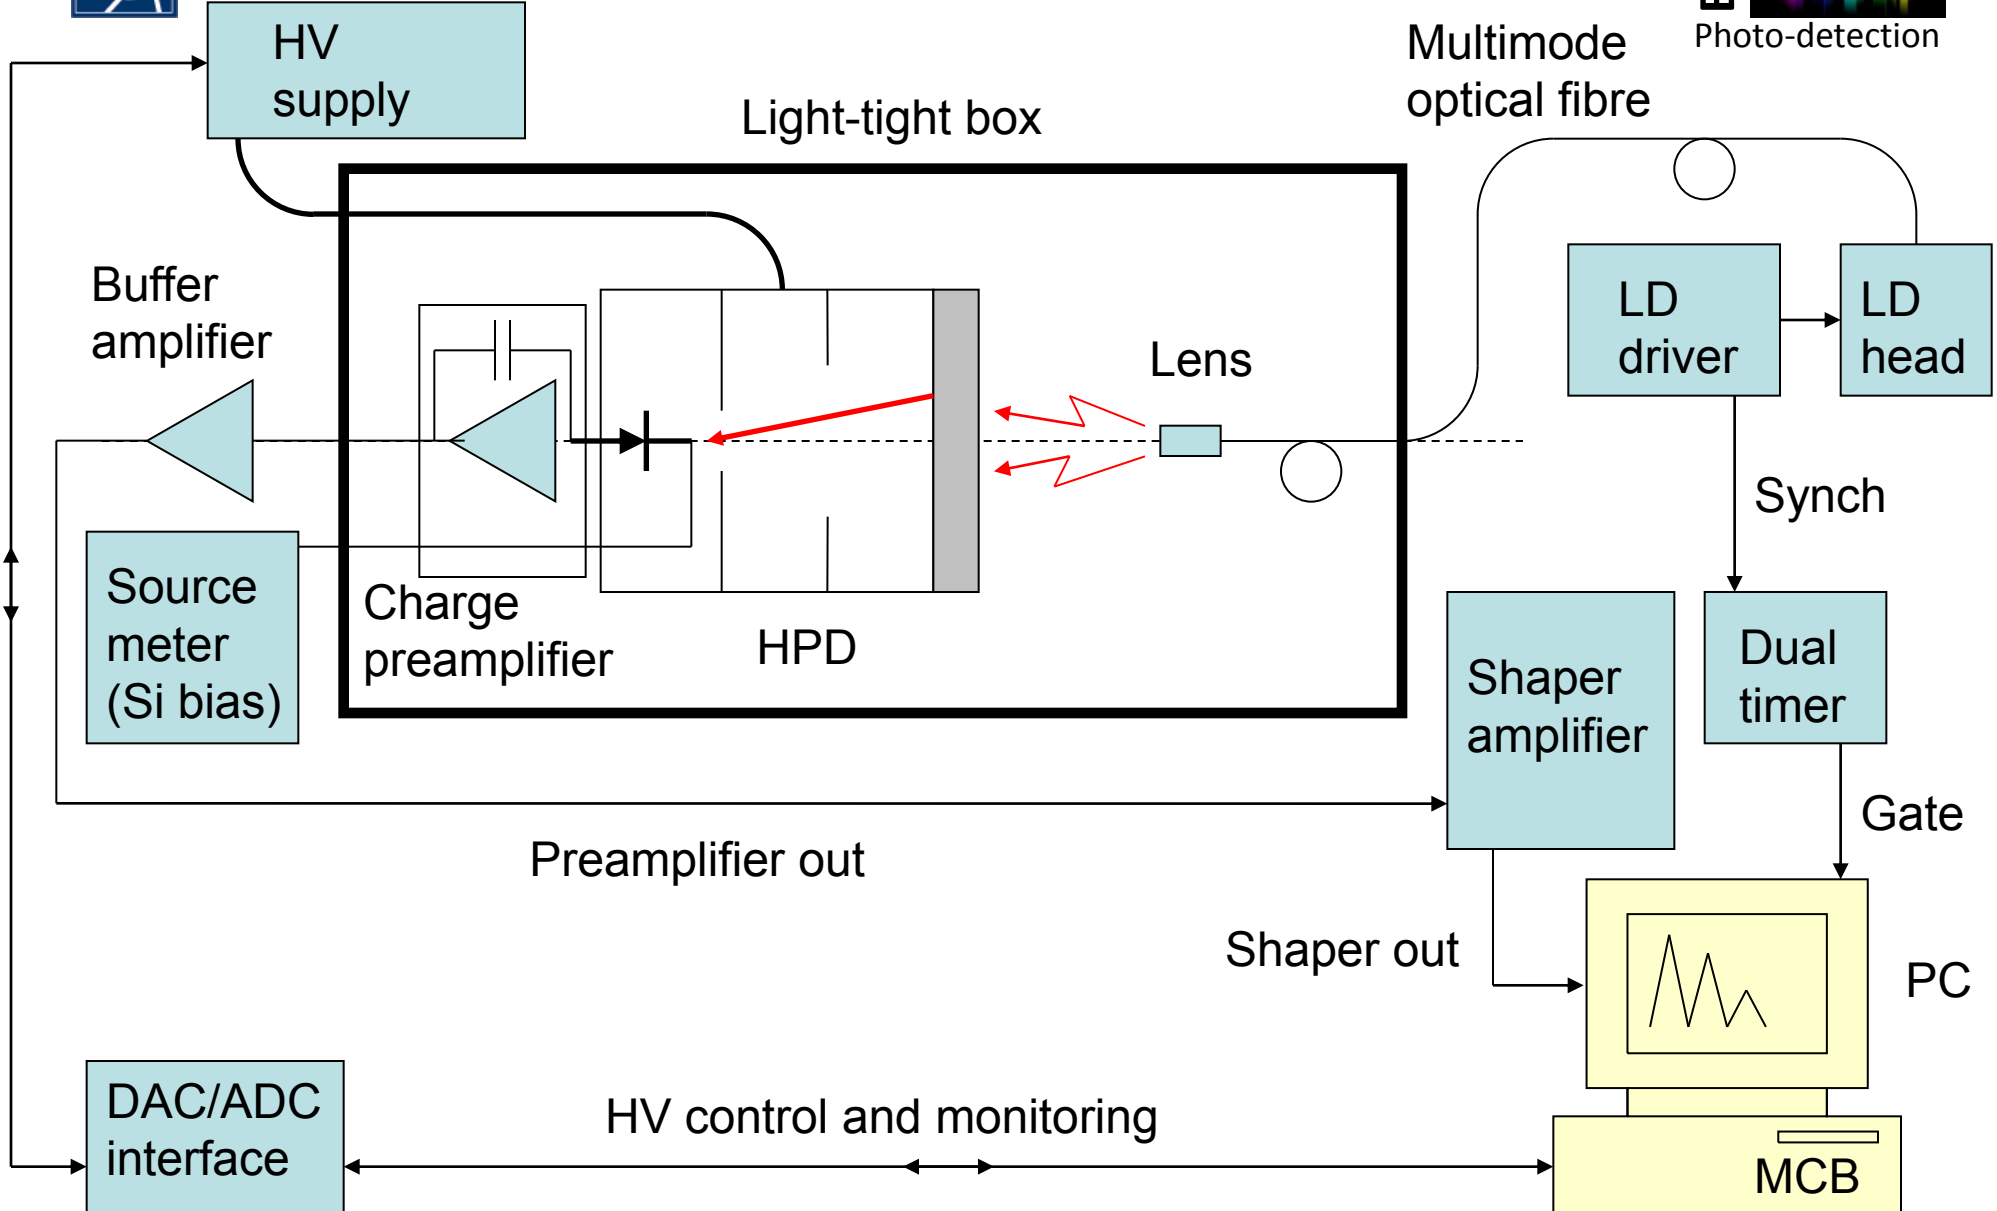 HV
supply
Multimode
optical fibre
Photo-detection
Light-tight box
Buffer
amplifier
Lens
LD
driver
LD
head
Synch
Source
meter
(Si bias)
Charge
preamplifier
HPD
Shaper
amplifier
Dual
timer
Gate
Preamplifier out
Shaper out
PC
DAC/ADC
interface
HV control and monitoring
MCB